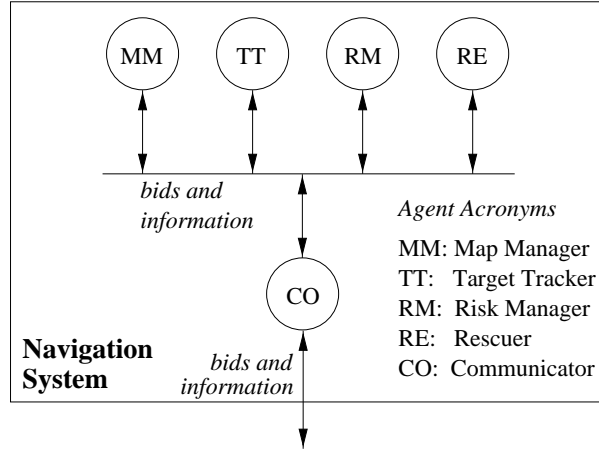 MM TT RM RE
bids and
information
Agent Acronyms
MM: Map Manager
TT: Target Tracker
RM: Risk Manager
RE: Rescuer
CO: Communicator
CO
Navigation
System
bids and
information